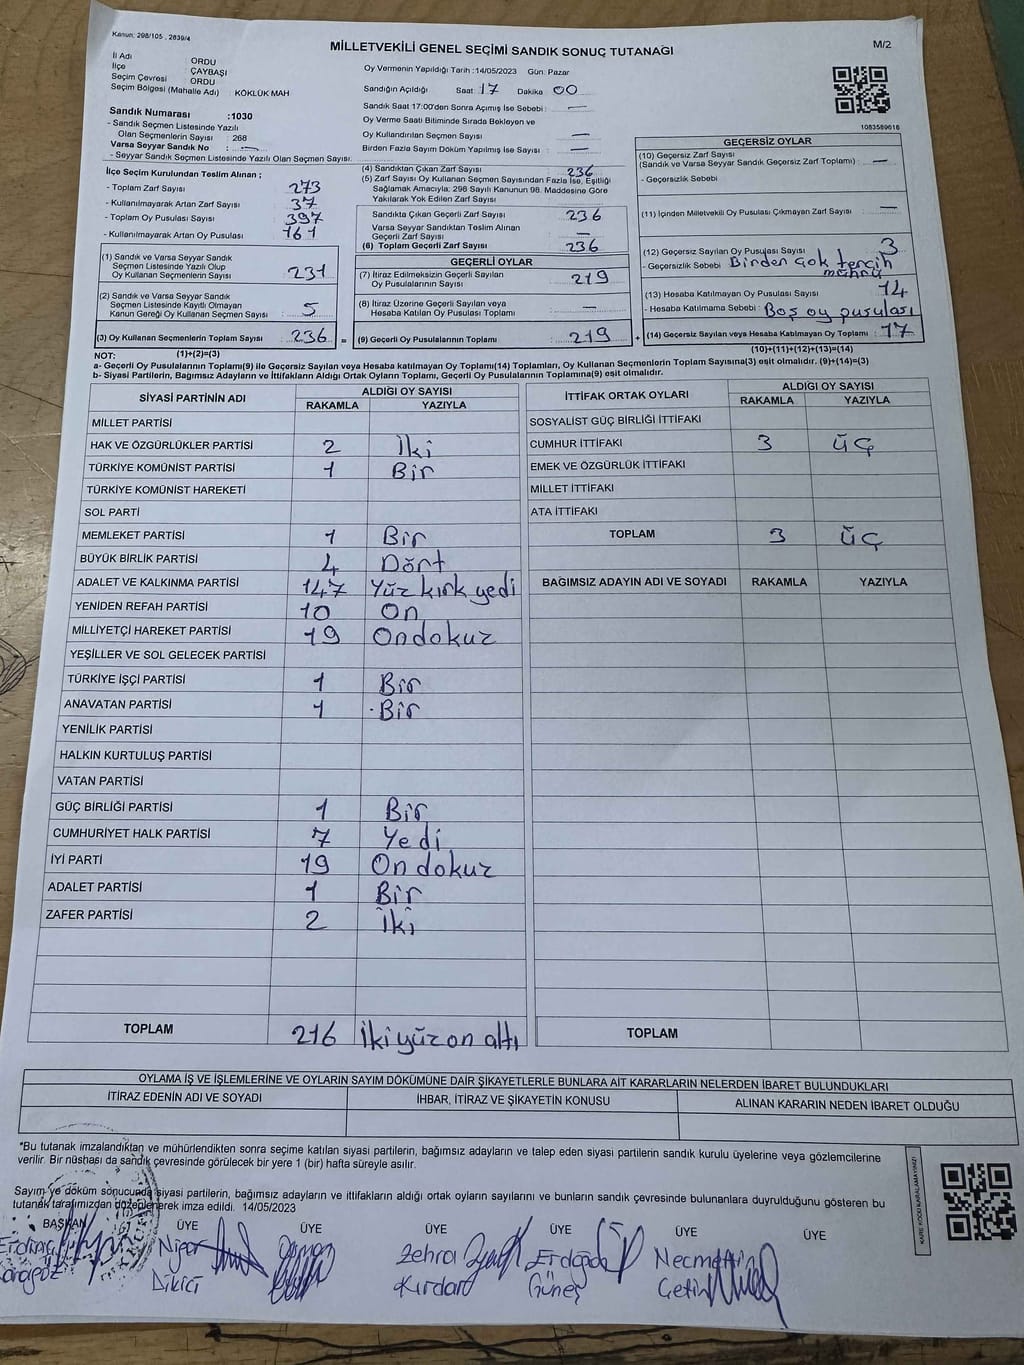 Kanun: 298/105 , 2839/4
MİLLETVEKİLİ GENEL SEÇİMİ SANDIK SONUÇ TUTANAĞI
M/2
İl Adı ORDU
İlçe ÇAYBAŞI
Seçim Çevresi ORDU
Seçim Bölgesi (Mahalle Adı) : KÖKLÜK MAH
Sandık Numarası :1030
- Sandık Seçmen Listesinde Yazılı
Olan Seçmenlerin Sayısı : 268
Varsa Seyyar Sandık No : —
- Seyyar Sandık Seçmen Listesinde Yazılı Olan Seçmen Sayısı:
Oy Vermenin Yapıldığı Tarih :14/05/2023 Gün: Pazar
Sandığın Açıldığı Saat: 17 Dakika 00
Sandık Saat 17:00'den Sonra Açımış İse Sebebi : —
Oy Verme Saati Bitiminde Sırada Bekleyen ve
Oy Kullandırılan Seçmen Sayısı —
Birden Fazla Sayım Döküm Yapılmış İse Sayısı : —
1083589616
İlçe Seçim Kurulundan Teslim Alınan ;
- Toplam Zarf Sayısı 273
- Kullanılmayarak Artan Zarf Sayısı 37
- Toplam Oy Pusulası Sayısı 397
- Kullanılmayarak Artan Oy Pusulası 161
(4) Sandıktan Çıkan Zarf Sayısı : 236
(5) Zarf Sayısı Oy Kullanan Seçmen Sayısından Fazla İse, Eşitliği
Sağlamak Amacıyla; 298 Sayılı Kanunun 98. Maddesine Göre
Yakılarak Yok Edilen Zarf Sayısı
Sandıkta Çıkan Geçerli Zarf Sayısı 236
Varsa Seyyar Sandıktan Teslim Alınan
Geçerli Zarf Sayısı —
(6) Toplam Geçerli Zarf Sayısı 236
GEÇERSİZ OYLAR
(10) Geçersiz Zarf Sayısı
(Sandık ve Varsa Seyyar Sandık Geçersiz Zarf Toplamı) : —
- Geçersizlik Sebebi
(11) İçinden Milletvekili Oy Pusulası Çıkmayan Zarf Sayısı —
(12) Geçersiz Sayılan Oy Pusulası Sayısı 3
- Geçersizlik Sebebi Birden çok tercih
mührü
(13) Hesaba Katılmayan Oy Pusulası Sayısı 14
- Hesaba Katılmama Sebebi : Boş oy pusulası
(14) Geçersiz Sayılan veya Hesaba Katılmayan Oy Toplamı : 17
(10)+(11)+(12)+(13)=(14)
(1) Sandık ve Varsa Seyyar Sandık
Seçmen Listesinde Yazılı Olup
Oy Kullanan Seçmenlerin Sayısı 231
(2) Sandık ve Varsa Seyyar Sandık
Seçmen Listesinde Kayıtlı Olmayan
Kanun Gereği Oy Kullanan Seçmen Sayısı : 5
(3) Oy Kullanan Seçmenlerin Toplam Sayısı 236 =
(1)+(2)=(3)
GEÇERLİ OYLAR
(7) İtiraz Edilmeksizin Geçerli Sayılan
Oy Pusulalarının Sayısı 219
(8) İtiraz Üzerine Geçerli Sayılan veya
Hesaba Katılan Oy Pusulası Toplamı —
(9) Geçerli Oy Pusulalarının Toplamı : 219 +
NOT:
a- Geçerli Oy Pusulalarının Toplamı(9) ile Geçersiz Sayılan veya Hesaba katılmayan Oy Toplamı(14) Toplamları, Oy Kullanan Seçmenlerin Toplam Sayısına(3) eşit olmalıdır. (9)+(14)=(3)
b- Siyasi Partilerin, Bağımsız Adayların ve İttifakların Aldığı Ortak Oyların Toplamı, Geçerli Oy Pusulalarının Toplamına(9) eşit olmalıdır.
SİYASİ PARTİNİN ADI ALDIĞI OY SAYISI
RAKAMLA YAZIYLA
MİLLET PARTİSİ
HAK VE ÖZGÜRLÜKLER PARTİSİ 2 İki
TÜRKİYE KOMÜNİST PARTİSİ 1 Bir
TÜRKİYE KOMÜNİST HAREKETİ
SOL PARTİ
MEMLEKET PARTİSİ 1 Bir
BÜYÜK BİRLİK PARTİSİ 4 Dört
ADALET VE KALKINMA PARTİSİ 147 Yüz kırk yedi
YENİDEN REFAH PARTİSİ 10 On
MİLLİYETÇİ HAREKET PARTİSİ 19 Ondokuz
YEŞİLLER VE SOL GELECEK PARTİSİ
TÜRKİYE İŞÇİ PARTİSİ 1 Bir
ANAVATAN PARTİSİ 1 Bir
YENİLİK PARTİSİ
HALKIN KURTULUŞ PARTİSİ
VATAN PARTİSİ
GÜÇ BİRLİĞİ PARTİSİ 1 Bir
CUMHURİYET HALK PARTİSİ 7 Yedi
İYİ PARTİ 19 On dokuz
ADALET PARTİSİ 1 Bir
ZAFER PARTİSİ 2 İki
TOPLAM 216 İkiyüz on altı
İTTİFAK ORTAK OYLARI ALDIĞI OY SAYISI
RAKAMLA YAZIYLA
SOSYALİST GÜÇ BİRLİĞİ İTTİFAKI
CUMHUR İTTİFAKI 3 ÜÇ
EMEK VE ÖZGÜRLÜK İTTİFAKI
MİLLET İTTİFAKI
ATA İTTİFAKI
TOPLAM 3 ÜÇ
BAĞIMSIZ ADAYIN ADI VE SOYADI RAKAMLA YAZIYLA
TOPLAM
OYLAMA İŞ VE İŞLEMLERİNE VE OYLARIN SAYIM DÖKÜMÜNE DAİR ŞİKAYETLERLE BUNLARA AİT KARARLARIN NELERDEN İBARET BULUNDUKLARI
İTİRAZ EDENİN ADI VE SOYADI İHBAR, İTİRAZ VE ŞİKAYETİN KONUSU ALINAN KARARIN NEDEN İBARET OLDUĞU
*Bu tutanak imzalandıktan ve mühürlendikten sonra seçime katılan siyasi partilerin, bağımsız adayların ve talep eden siyasi partilerin sandık kurulu üyelerine veya gözlemcilerine
verilir. Bir nüshası da sandık çevresinde görülecek bir yere 1 (bir) hafta süreyle asılır.
Sayım ve döküm sonucunda siyasi partilerin, bağımsız adayların ve ittifakların aldığı ortak oyların sayılarını ve bunların sandık çevresinde bulunanlara duyrulduğunu gösteren bu
tutanak tarafımızdan düzenlenerek imza edildi. 14/05/2023
KARE KODU KARALAMAYINIZ!
BAŞKAN ÜYE ÜYE ÜYE ÜYE ÜYE ÜYE
Nigar Osman Zehra Erdoğdu Necmettin
Dikici Kırdar Güneş Çetin